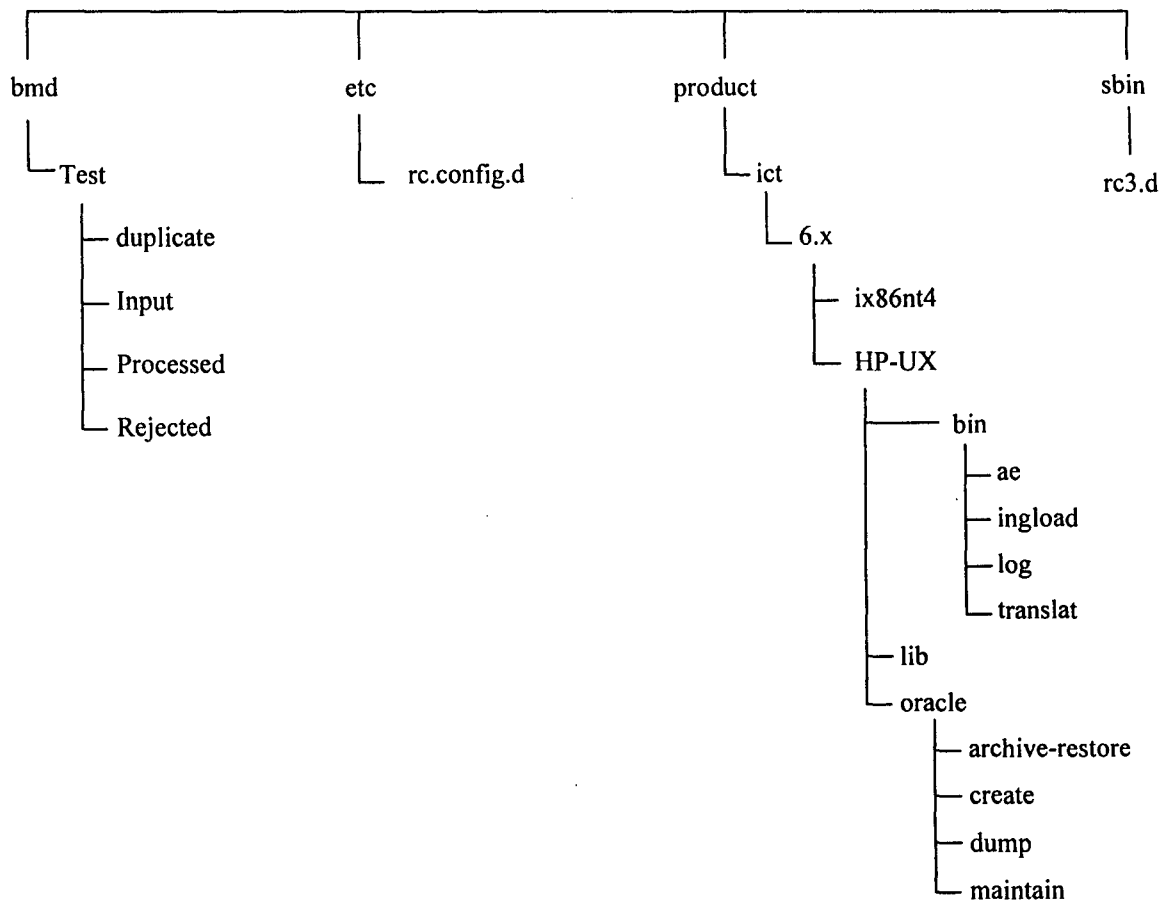 bmd etc product sbin
Test rc.config.d ict rc3.d
duplicate 6.x
Input ix86nt4
Processed HP-UX
Rejected bin
ae
ingload
log
translat
lib
oracle
archive-restore
create
dump
maintain